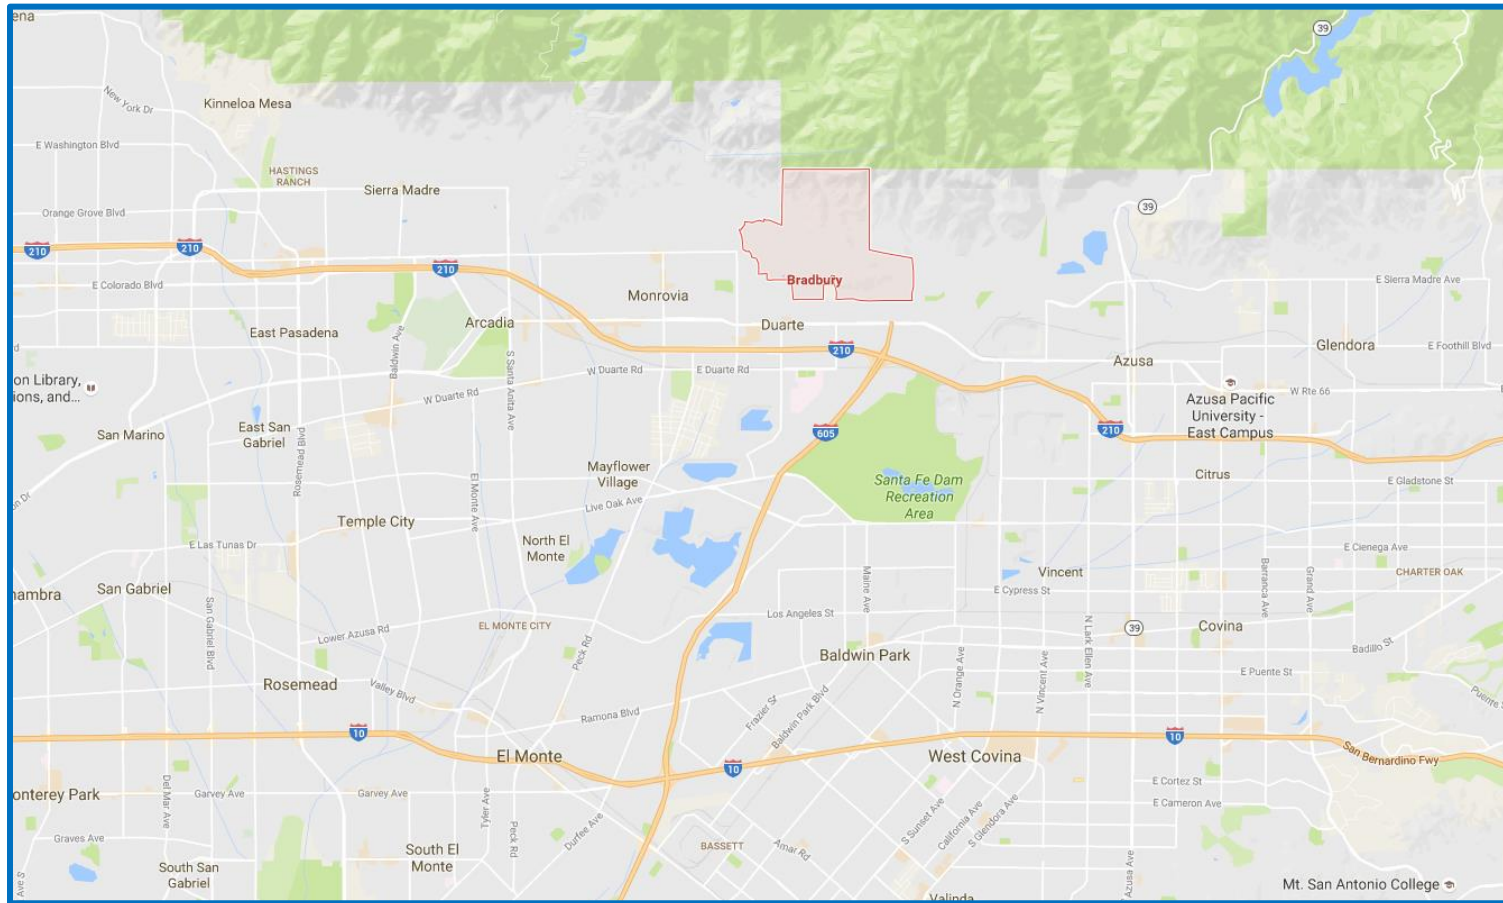 ena
39
New York Dr
Kinneloa Mesa
E Washington Blvd
HASTINGS
RANCH
Sierra Madre
Orange Grove Blvd
39
210
210
210
E Colorado Blvd
Bradbury
E Sierra Madre Ave
Monrovia
East Pasadena
Arcadia
Duarte
210
Baldwin Ave
S Santa Anita Ave
Azusa
Glendora
E Foothill Blvd
W Duarte Rd
E Duarte Rd
on Library,
ions, and...
W Duarte Rd
W Rte 66
Azusa Pacific
University -
East Campus
San Marino
East San
Gabriel
Rosemead Blvd
605
210
Mayflower
Village
Santa Fe Dam
Recreation
Area
Citrus
E Gladstone St
El Monte Ave
Live Oak Ave
on Dr
Temple City
E Las Tunas Dr
North El
Monte
E Cienega Ave
Vincent
CHARTER OAK
hambra
San Gabriel
Maine Ave
E Cypress St
Barranca Ave
Grand Ave
San Gabriel Blvd
Los Angeles St
Lower Azusa Rd
EL MONTE CITY
Peck Rd
N Lark Ellen Ave
39
Covina
Badillo St
Baldwin Park
N Orange Ave
N Vincent Ave
E Puente St
Rosemead
Valley Blvd
Ramona Blvd
Frazier St
Baldwin Park Blvd
Puente S
10
10
10
El Monte
West Covina
San Bernardino Fwy
onterey Park
Del Mar Ave
Garvey Ave
Garvey Ave
Tyler Ave
E Cortez St
E Cameron Ave
Graves Ave
Peck Rd
Durfee Ave
S Sunset Ave
California Ave
S Glendora Ave
BASSETT
Amar Rd
South El
Monte
South San
Gabriel
Ave S
Azusa Ave
Valinda
Mt. San Antonio College